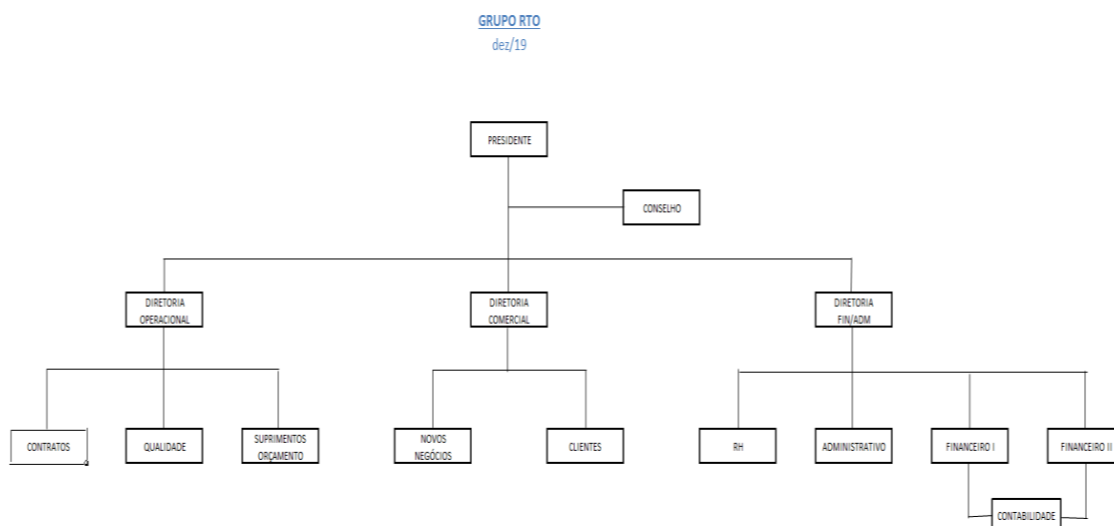 GRUPO RTO
dez/19
PRESIDENTE
CONSELHO
DIRETORIA
OPERACIONAL
DIRETORIA
COMERCIAL
DIRETORIA
FIN/ADM
CONTRATOS
QUALIDADE
SUPRIMENTOS
ORÇAMENTO
NOVOS
NEGÓCIOS
CLIENTES
RH
ADMINISTRATIVO
FINANCEIRO I
FINANCEIRO II
CONTABILIDADE